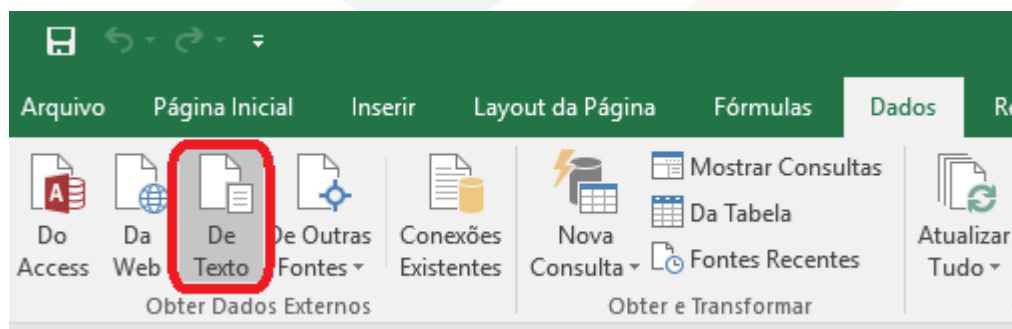 Arquivo Página Inicial Inserir Layout da Página Fórmulas Dados
Do Access
Da Web
De Texto
De Outras Fontes
Conexões Existentes
Obter Dados Externos
Nova Consulta
Mostrar Consultas
Da Tabela
Fontes Recentes
Obter e Transformar
Atualizar Tudo